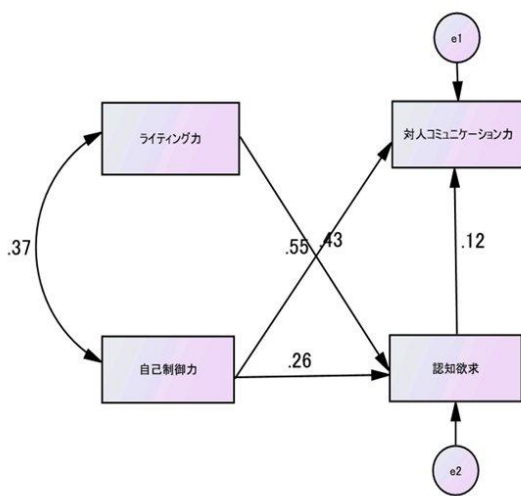 e1
ライティング力
対人コミュニケーション力
.37
.55
.43
.12
.26
自己制御力
認知欲求
e2